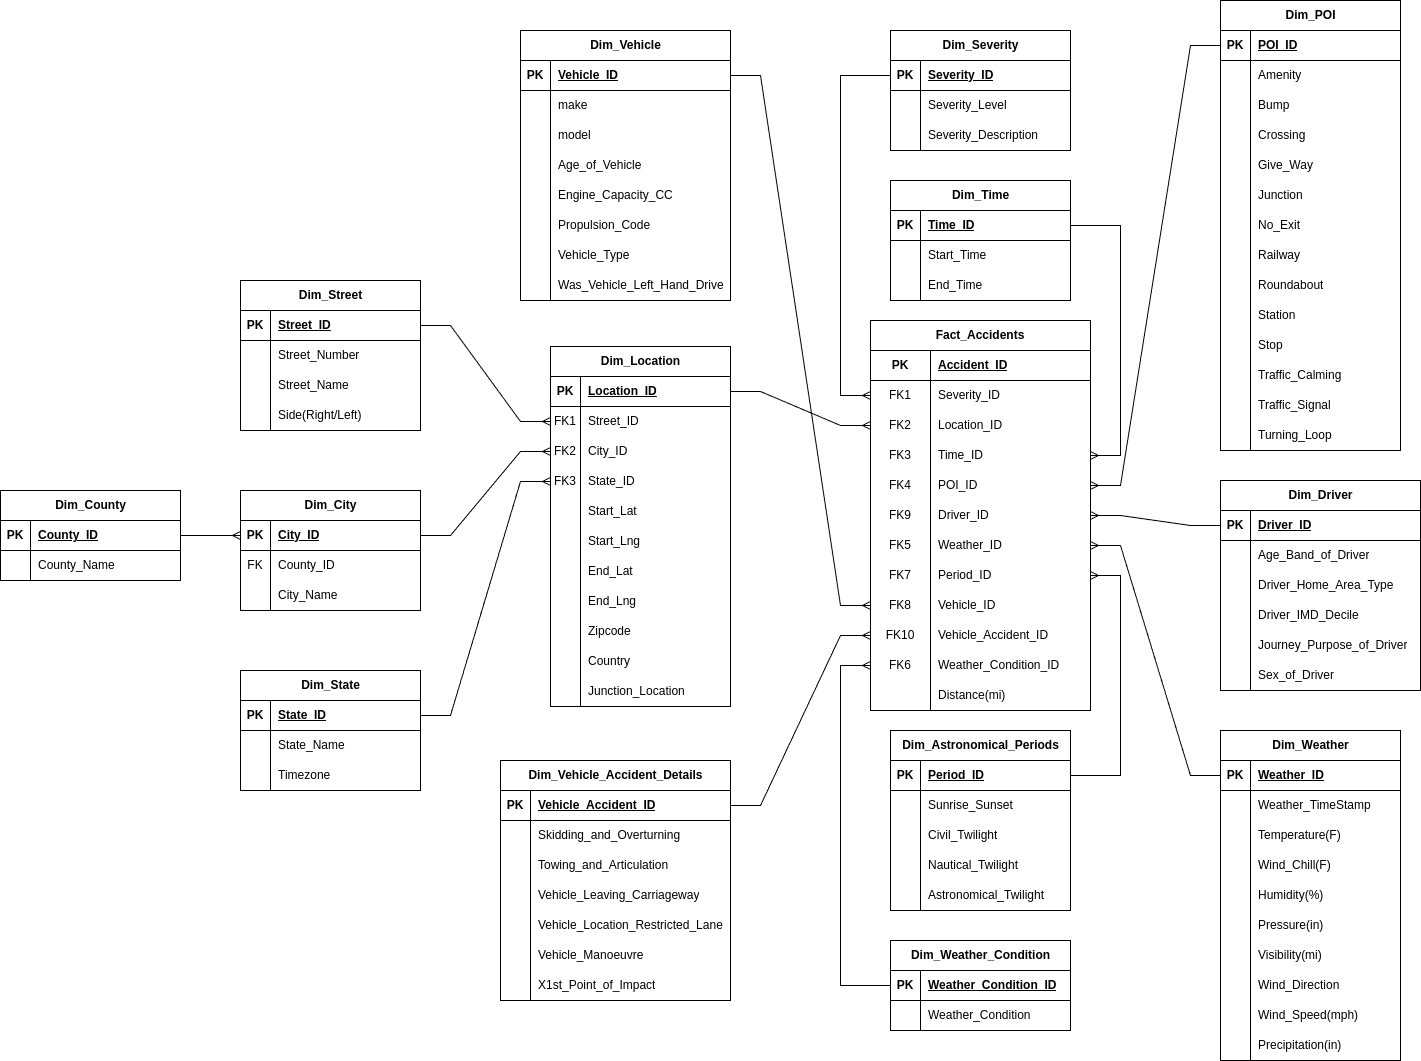 Dim_Vehicle
PK Vehicle_ID
make
model
Age_of_Vehicle
Engine_Capacity_CC
Propulsion_Code
Vehicle_Type
Was_Vehicle_Left_Hand_Drive
Dim_Severity
PK Severity_ID
Severity_Level
Severity_Description
Dim_POI
PK POI_ID
Amenity
Bump
Crossing
Give_Way
Junction
No_Exit
Railway
Roundabout
Station
Stop
Traffic_Calming
Traffic_Signal
Turning_Loop
Dim_Time
PK Time_ID
Start_Time
End_Time
Dim_Street
PK Street_ID
Street_Number
Street_Name
Side(Right/Left)
Dim_Location
PK Location_ID
FK1 Street_ID
FK2 City_ID
FK3 State_ID
Start_Lat
Start_Lng
End_Lat
End_Lng
Zipcode
Country
Junction_Location
Fact_Accidents
PK Accident_ID
FK1 Severity_ID
FK2 Location_ID
FK3 Time_ID
FK4 POI_ID
FK9 Driver_ID
FK5 Weather_ID
FK7 Period_ID
FK8 Vehicle_ID
FK10 Vehicle_Accident_ID
FK6 Weather_Condition_ID
Distance(mi)
Dim_County
PK County_ID
County_Name
Dim_City
PK City_ID
FK County_ID
City_Name
Dim_Driver
PK Driver_ID
Age_Band_of_Driver
Driver_Home_Area_Type
Driver_IMD_Decile
Journey_Purpose_of_Driver
Sex_of_Driver
Dim_State
PK State_ID
State_Name
Timezone
Dim_Vehicle_Accident_Details
PK Vehicle_Accident_ID
Skidding_and_Overturning
Towing_and_Articulation
Vehicle_Leaving_Carriageway
Vehicle_Location_Restricted_Lane
Vehicle_Manoeuvre
X1st_Point_of_Impact
Dim_Astronomical_Periods
PK Period_ID
Sunrise_Sunset
Civil_Twilight
Nautical_Twilight
Astronomical_Twilight
Dim_Weather
PK Weather_ID
Weather_TimeStamp
Temperature(F)
Wind_Chill(F)
Humidity(%)
Pressure(in)
Visibility(mi)
Wind_Direction
Wind_Speed(mph)
Precipitation(in)
Dim_Weather_Condition
PK Weather_Condition_ID
Weather_Condition